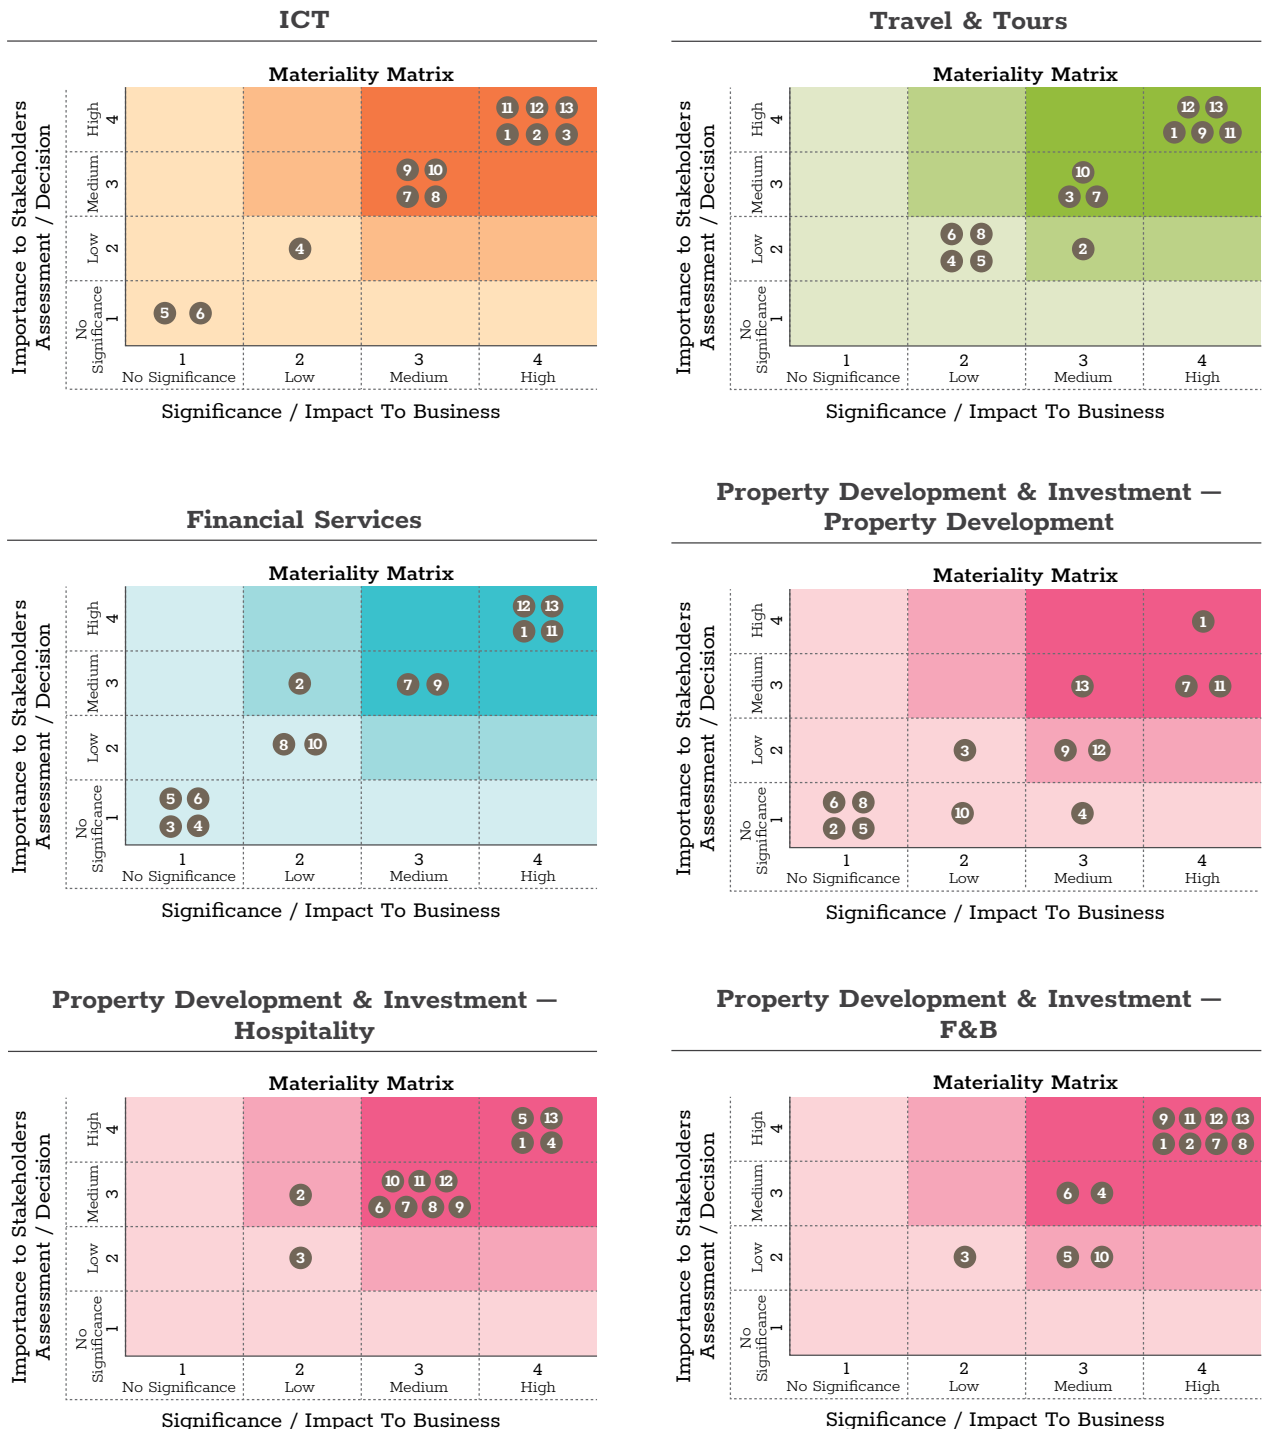 ICT
Materiality Matrix
Importance to Stakeholders
Assessment / Decision
High
4
11 12 13
1 2 3
Medium
3
9 10
7 8
Low
2
4
No
Significance
1
5 6
1 2 3 4
No Significance Low Medium High
Significance / Impact To Business
Travel & Tours
Materiality Matrix
Importance to Stakeholders
Assessment / Decision
High
4
12 13
1 9 11
Medium
3
10
3 7
Low
2
6 8
4 5
2
No
Significance
1
1 2 3 4
No Significance Low Medium High
Significance / Impact To Business
Financial Services
Materiality Matrix
Importance to Stakeholders
Assessment / Decision
High
4
12 13
1 11
Medium
3
2
7 9
Low
2
8 10
No
Significance
1
5 6
3 4
1 2 3 4
No Significance Low Medium High
Significance / Impact To Business
Property Development & Investment —
Property Development
Materiality Matrix
Importance to Stakeholders
Assessment / Decision
High
4
1
Medium
3
13
7 11
Low
2
3
9 12
No
Significance
1
6 8
2 5
10
4
1 2 3 4
No Significance Low Medium High
Significance / Impact To Business
Property Development & Investment —
Hospitality
Materiality Matrix
Importance to Stakeholders
Assessment / Decision
High
4
5 13
1 4
Medium
3
2
10 11 12
6 7 8 9
Low
2
3
No
Significance
1
1 2 3 4
No Significance Low Medium High
Significance / Impact To Business
Property Development & Investment —
F&B
Materiality Matrix
Importance to Stakeholders
Assessment / Decision
High
4
9 11 12 13
1 2 7 8
Medium
3
6 4
Low
2
3
5 10
No
Significance
1
1 2 3 4
No Significance Low Medium High
Significance / Impact To Business